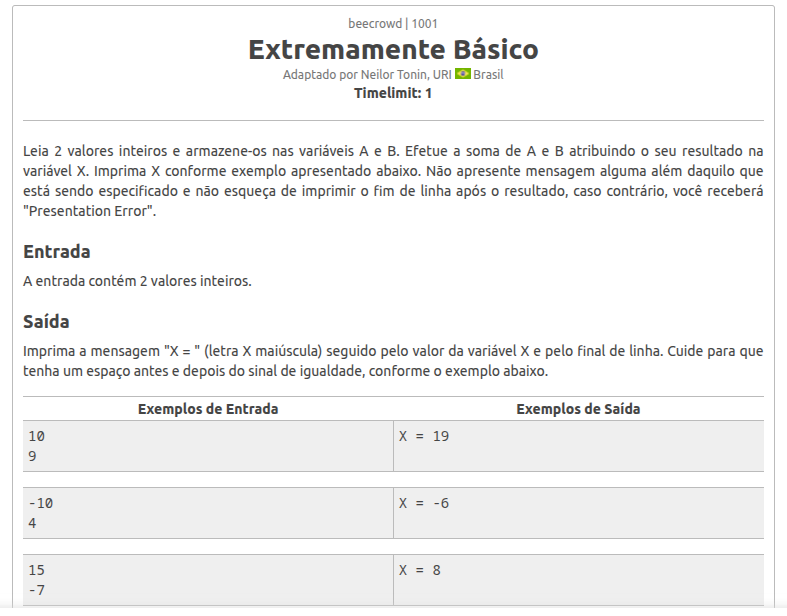 beecrowd | 1001
Extremamente Básico
Adaptado por Neilor Tonin, URI Brasil
Timelimit: 1
Leia 2 valores inteiros e armazene-os nas variáveis A e B. Efetue a soma de A e B atribuindo o seu resultado na
variável X. Imprima X conforme exemplo apresentado abaixo. Não apresente mensagem alguma além daquilo que
está sendo especificado e não esqueça de imprimir o fim de linha após o resultado, caso contrário, você receberá
"Presentation Error".
Entrada
A entrada contém 2 valores inteiros.
Saída
Imprima a mensagem "X = " (letra X maiúscula) seguido pelo valor da variável X e pelo final de linha. Cuide para que
tenha um espaço antes e depois do sinal de igualdade, conforme o exemplo abaixo.
Exemplos de Entrada Exemplos de Saída
10 X = 19
9
-10 X = -6
4
15 X = 8
-7